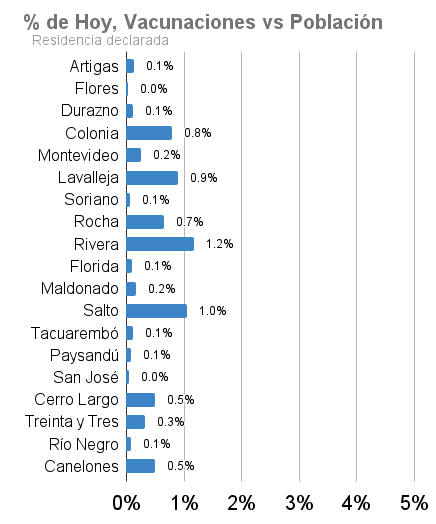 % de Hoy, Vacunaciones vs Población
Residencia declarada
Artigas 0.1%
Flores 0.0%
Durazno 0.1%
Colonia 0.8%
Montevideo 0.2%
Lavalleja 0.9%
Soriano 0.1%
Rocha 0.7%
Rivera 1.2%
Florida 0.1%
Maldonado 0.2%
Salto 1.0%
Tacuarembó 0.1%
Paysandú 0.1%
San José 0.0%
Cerro Largo 0.5%
Treinta y Tres 0.3%
Río Negro 0.1%
Canelones 0.5%
0% 1% 2% 3% 4% 5%